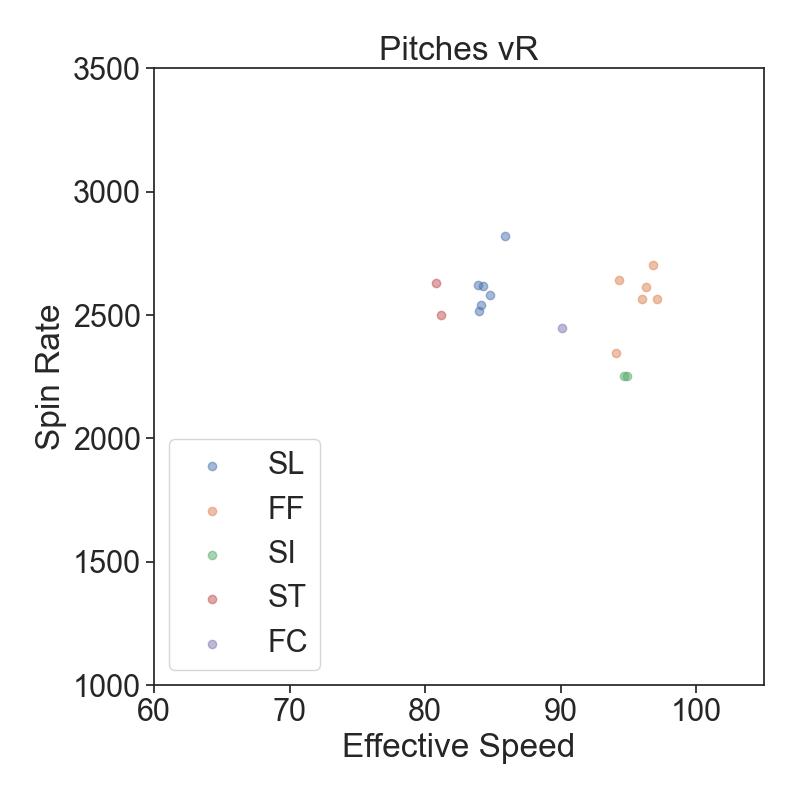 Pitches vR
3500
3000
2500
2000
1500
1000
Spin Rate
SL
FF
SI
ST
FC
60 70 80 90 100
Effective Speed